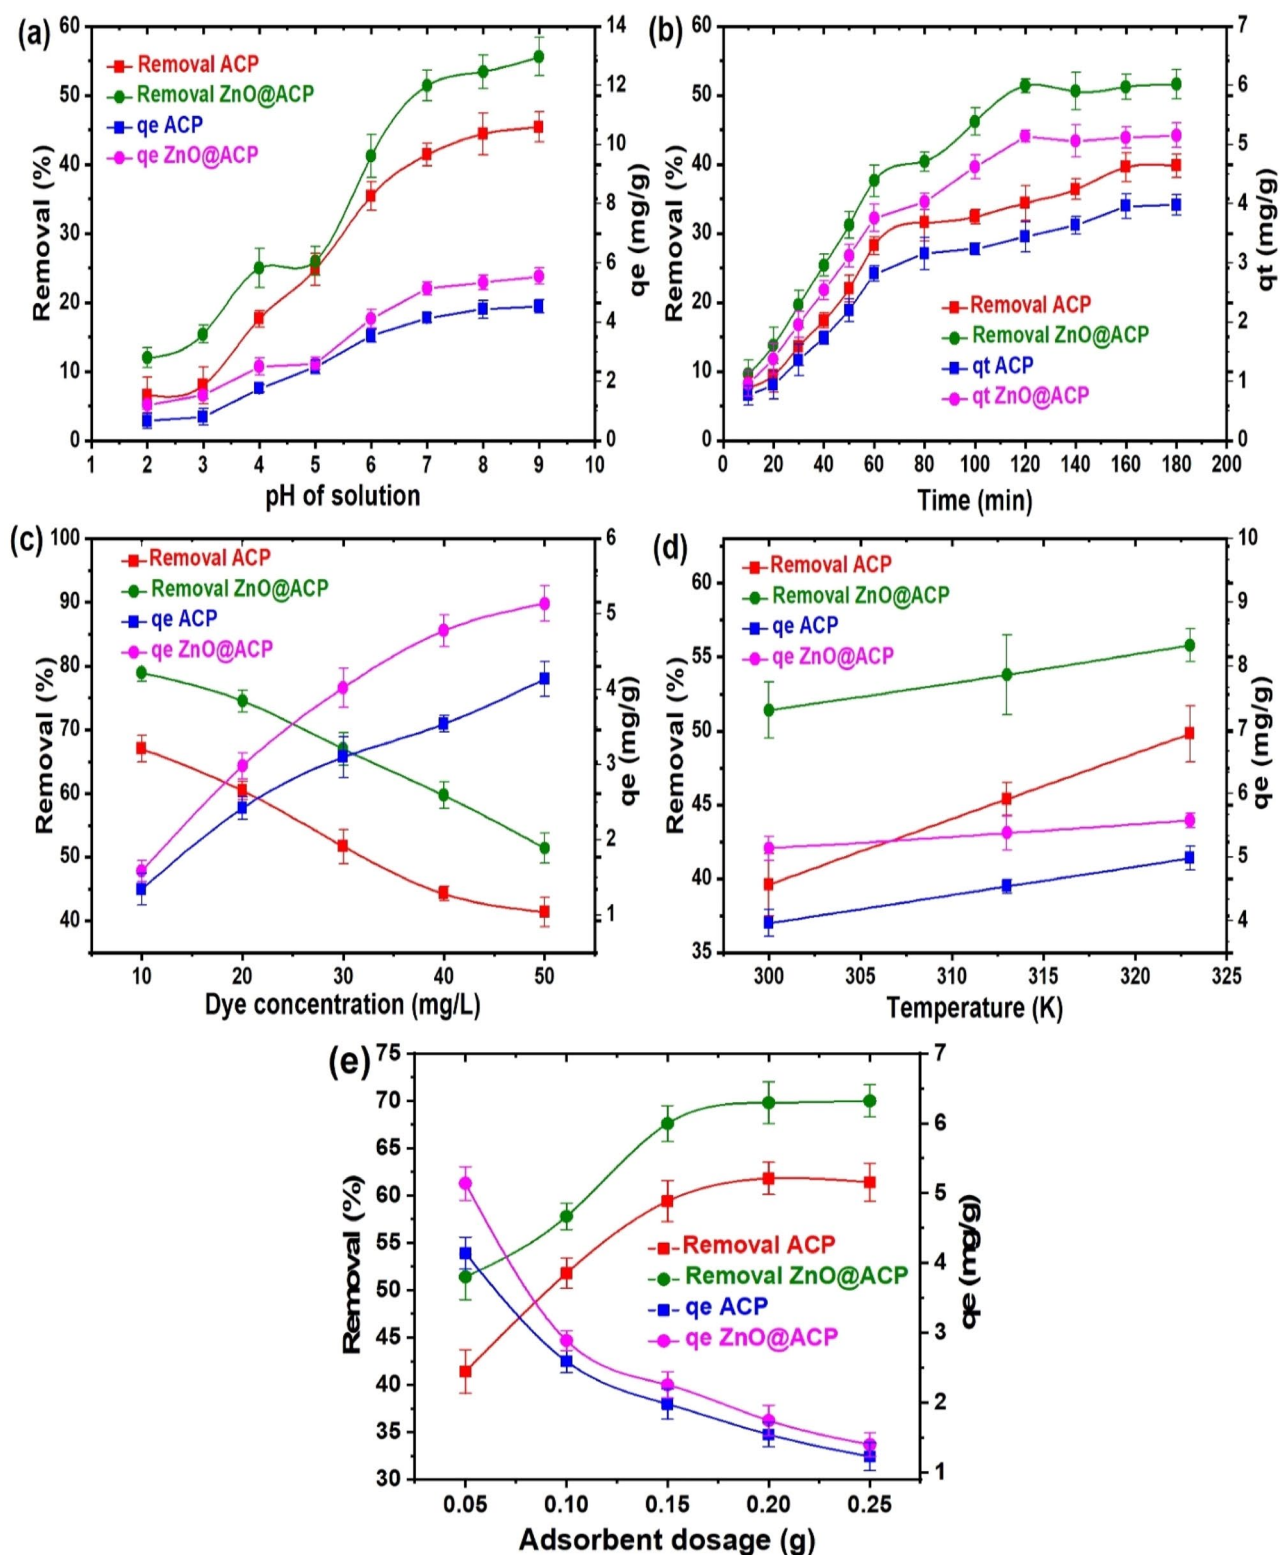 (a)
Removal ACP
Removal ZnO@ACP
qe ACP
qe ZnO@ACP
Removal (%)
0
10
20
30
40
50
60
qe (mg/g)
0
2
4
6
8
10
12
14
1 2 3 4 5 6 7 8 9 10
pH of solution
(b)
Removal (%)
0
10
20
30
40
50
60
qt (mg/g)
0
1
2
3
4
5
6
7
Removal ACP
Removal ZnO@ACP
qt ACP
qt ZnO@ACP
0 20 40 60 80 100 120 140 160 180 200
Time (min)
(c)
Removal ACP
Removal ZnO@ACP
qe ACP
qe ZnO@ACP
Removal (%)
40
50
60
70
80
90
100
qe (mg/g)
1
2
3
4
5
6
10 20 30 40 50
Dye concentration (mg/L)
(d)
Removal ACP
Removal ZnO@ACP
qe ACP
qe ZnO@ACP
Removal (%)
35
40
45
50
55
60
qe (mg/g)
4
5
6
7
8
9
10
300 305 310 315 320 325
Temperature (K)
(e)
Removal (%)
30
35
40
45
50
55
60
65
70
75
qe (mg/g)
1
2
3
4
5
6
7
Removal ACP
Removal ZnO@ACP
qe ACP
qe ZnO@ACP
0.05 0.10 0.15 0.20 0.25
Adsorbent dosage (g)